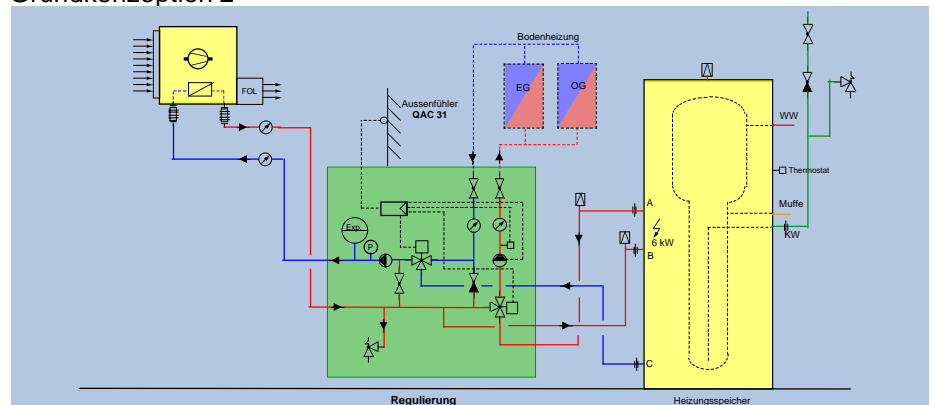 Grundkonzeption 2
Bodenheizung
FOL
EG
OG
Aussenfühler
QAC 31
WW
Thermostat
A
Muffe
Exp.
6 kW
KW
P
B
C
Regulierung
Heizungsspeicher